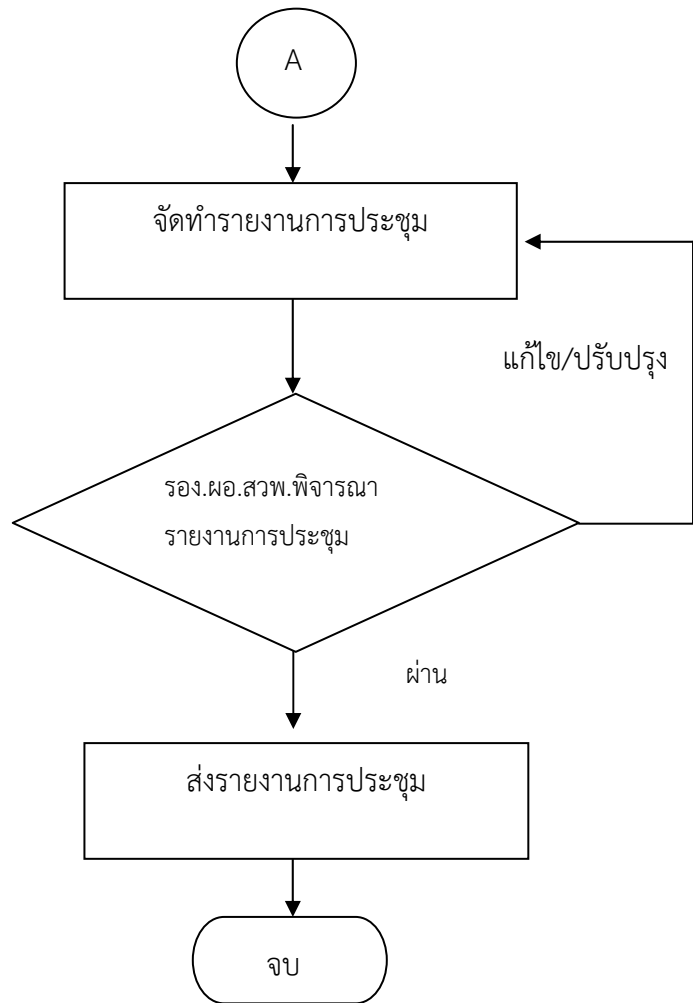 A
จัดทำรายงานการประชุม
แก้ไข/ปรับปรุง
รอง.ผอ.สวพ.พิจารณา
รายงานการประชุม
ผ่าน
ส่งรายงานการประชุม
จบ